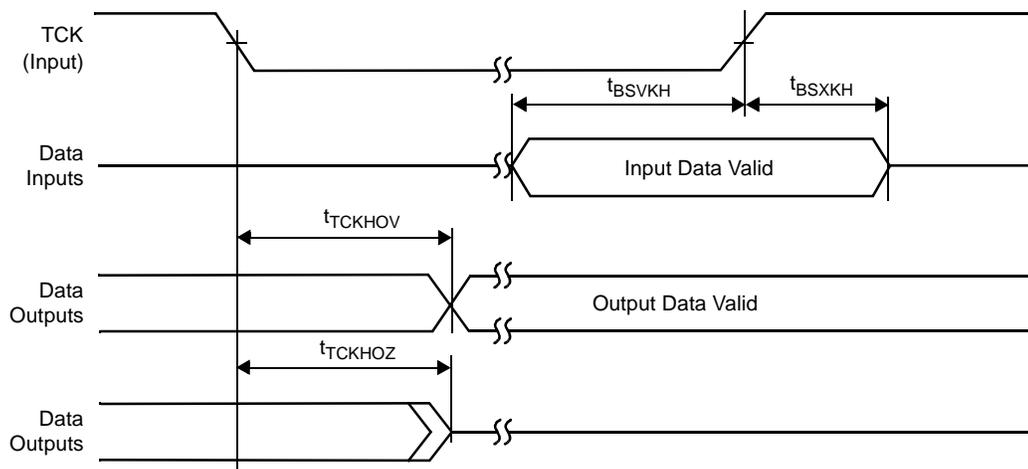 TCK
(Input)
tBSVKH
tBSXKH
Data
Inputs
Input Data Valid
tTCKHOV
Data
Outputs
Output Data Valid
tTCKHOZ
Data
Outputs